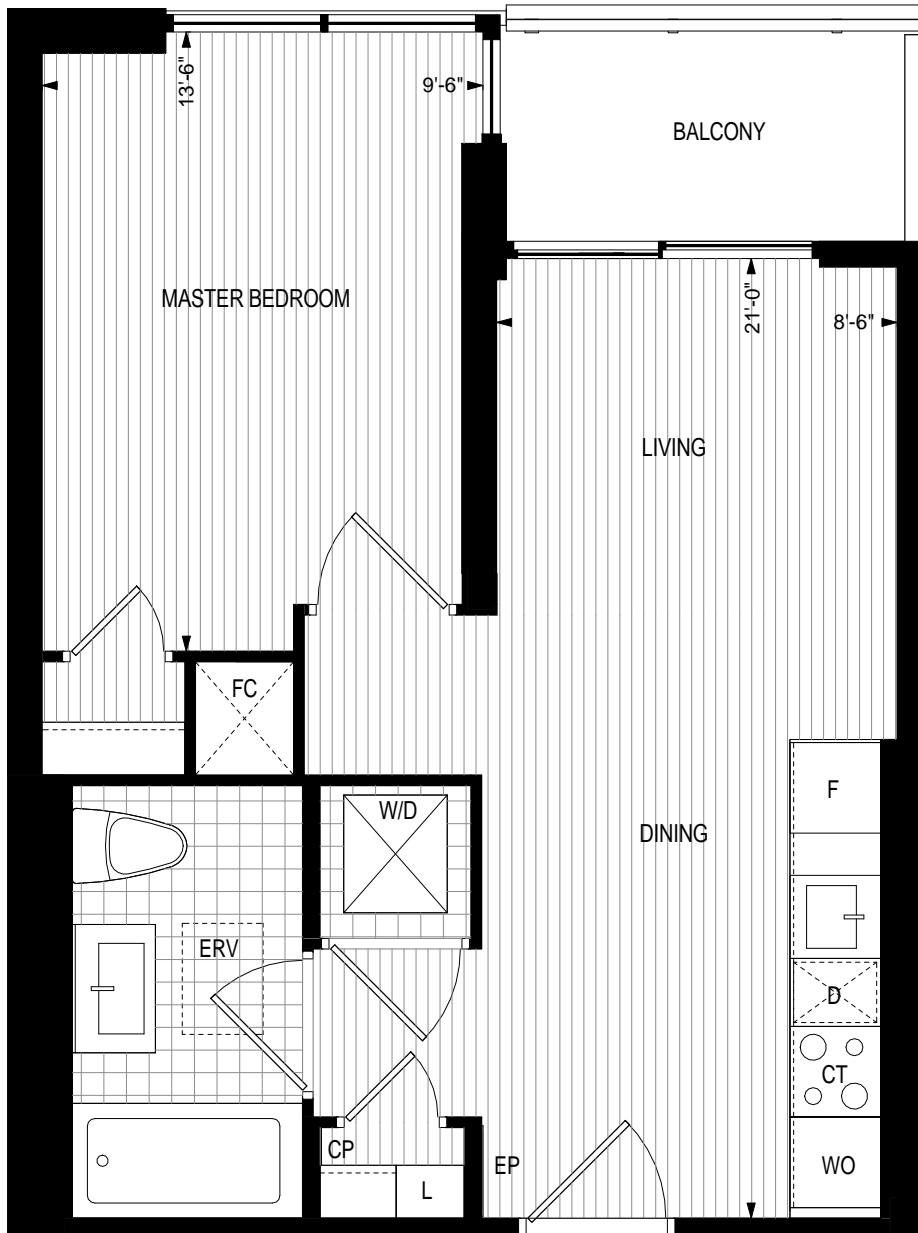 13'-6"
9'-6"
BALCONY
MASTER BEDROOM
21'-0"
8'-6"
LIVING
FC
F
W/D
DINING
ERV
D
CT
CP
EP
WO
L